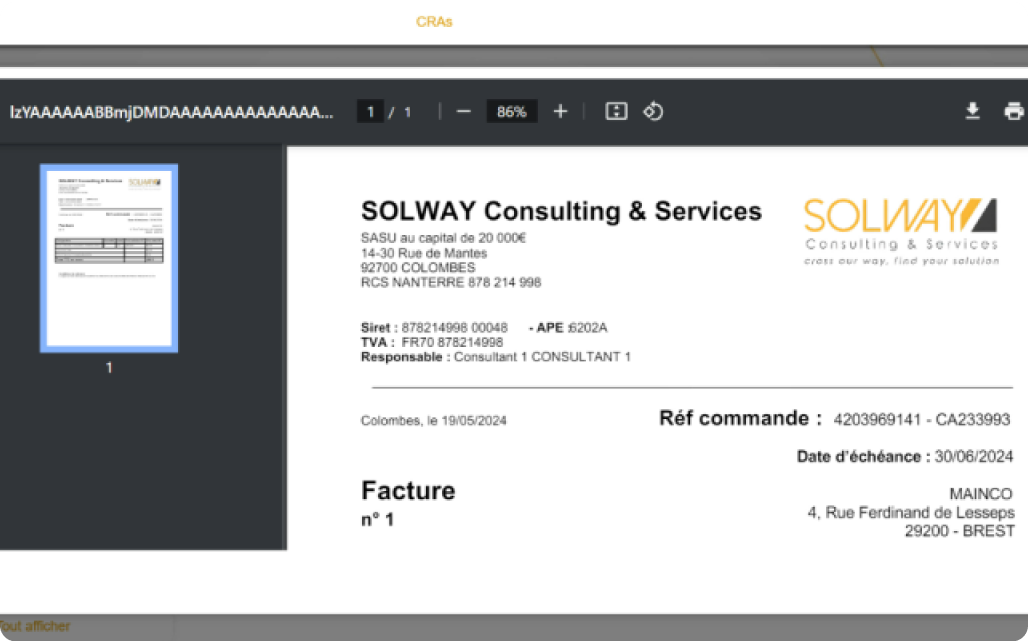 CRAs
IzYAAAAAABBmjDMDAAAAAAAAAAAAAA...
1 / 1
86%
1
SOLWAY Consulting & Services
SASU au capital de 20 000€
14-30 Rue de Mantes
92700 COLOMBES
RCS NANTERRE 878 214 998
SOLWAY
Consulting & Services
cross our way, find your solution
Siret : 878214998 00048 - APE :6202A
TVA : FR70 878214998
Responsable : Consultant 1 CONSULTANT 1
Colombes, le 19/05/2024
Réf commande : 4203969141 - CA233993
Date d'échéance : 30/06/2024
Facture
n° 1
MAINCO
4, Rue Ferdinand de Lesseps
29200 - BREST
Tout afficher